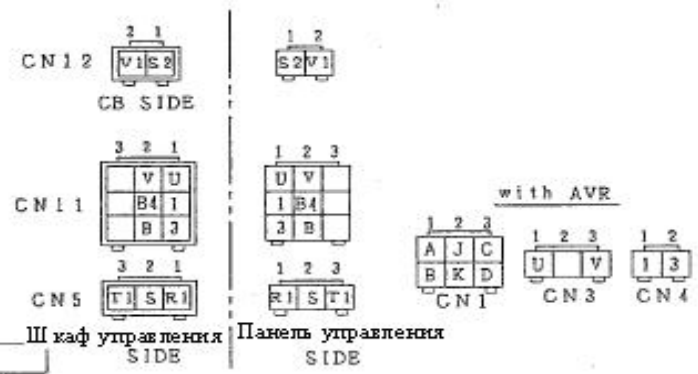 2 1
1 2
CN12
V1 S2
S2 V1
CB SIDE
3 2 1
1 2 3
V U
U V
CN11
B4 1
1 B4
B 3
3 B
with AVR
1 2 3
1 2 3
1 2
A J C
U V
1 3
B K D
CN1
CN3
CN4
3 2 1
1 2 3
CN5
T1 S R1
R1 S T1
Шкаф управления
Панель управления
SIDE
SIDE